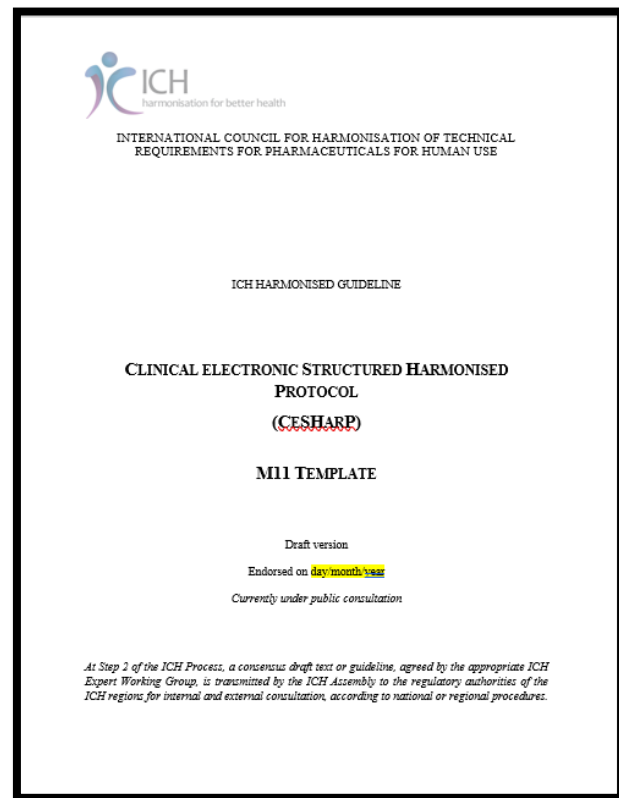 ICH
harmonisation for better health
INTERNATIONAL COUNCIL FOR HARMONISATION OF TECHNICAL
REQUIREMENTS FOR PHARMACEUTICALS FOR HUMAN USE
ICH HARMONISED GUIDELINE
CLINICAL ELECTRONIC STRUCTURED HARMONISED
PROTOCOL
(CESHARP)
M11 TEMPLATE
Draft version
Endorsed on day/month/year
Currently under public consultation
At Step 2 of the ICH Process, a consensus draft text or guideline, agreed by the appropriate ICH
Expert Working Group, is transmitted by the ICH Assembly to the regulatory authorities of the
ICH regions for internal and external consultation, according to national or regional procedures.